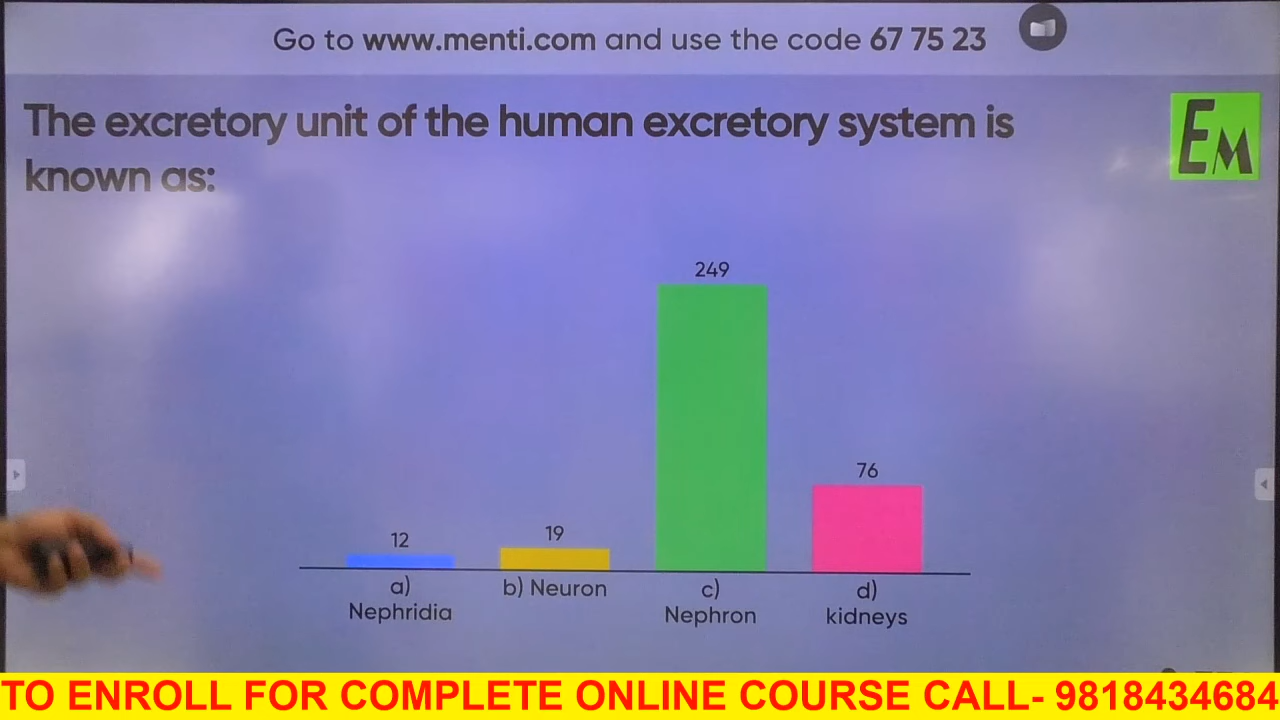 Go to www.menti.com and use the code 67 75 23
The excretory unit of the human excretory system is
known as:
EM
249
76
19
12
a)
Nephridia
b) Neuron
c)
Nephron
d)
kidneys
TO ENROLL FOR COMPLETE ONLINE COURSE CALL- 9818434684